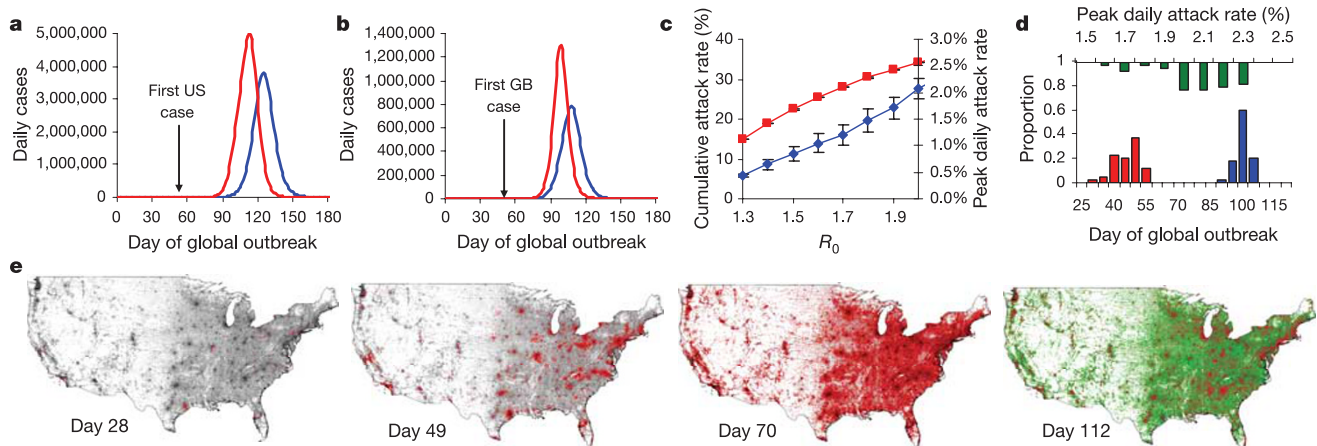 a
Daily cases
5,000,000
4,000,000
3,000,000
2,000,000
1,000,000
0
First US
case
0 30 60 90 120 150 180
Day of global outbreak
b
Daily cases
1,400,000
1,200,000
1,000,000
800,000
600,000
400,000
200,000
0
First GB
case
0 30 60 90 120 150 180
Day of global outbreak
c
Cumulative attack rate (%)
40
30
20
10
0
3.0%
2.5%
2.0%
1.5%
1.0%
0.5%
0.0%
Peak daily attack rate
1.3 1.5 1.7 1.9
R0
d
Peak daily attack rate (%)
1.5 1.7 1.9 2.1 2.3 2.5
Proportion
1
0.8
0.6
0.4
0.2
0
25 40 55 70 85 100 115
Day of global outbreak
e
Day 28
Day 49
Day 70
Day 112